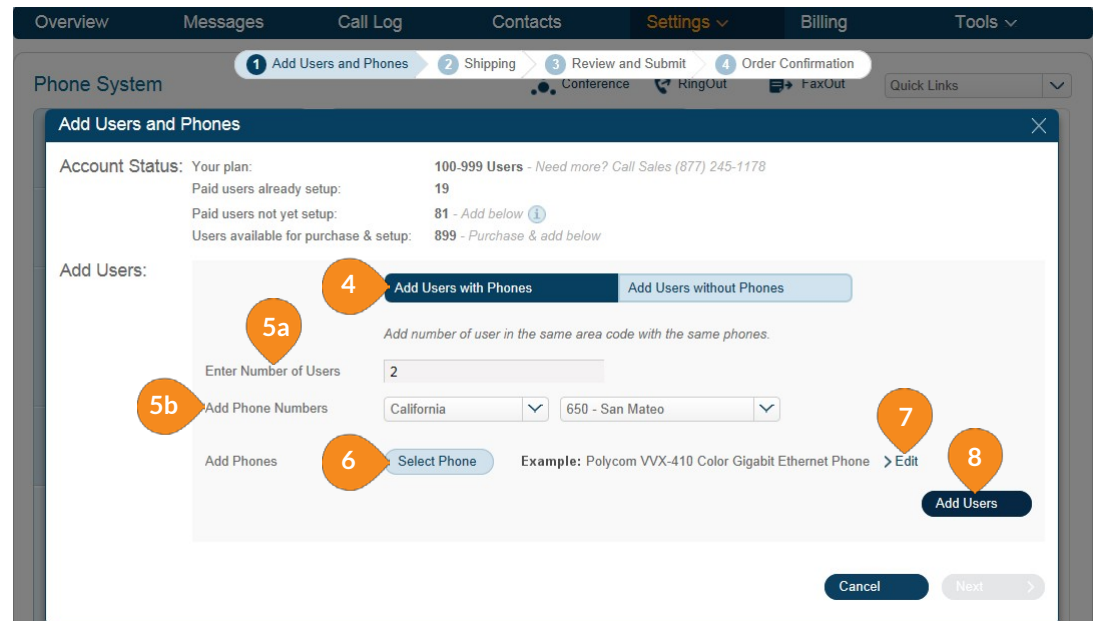 Overview Messages Call Log Contacts Settings Billing Tools
1 Add Users and Phones 2 Shipping 3 Review and Submit 4 Order Confirmation
Phone System Conference RingOut FaxOut Quick Links
Add Users and Phones
Account Status: Your plan: 100-999 Users - Need more? Call Sales (877) 245-1178
Paid users already setup: 19
Paid users not yet setup: 81 - Add below i
Users available for purchase & setup: 899 - Purchase & add below
Add Users:
4 Add Users with Phones Add Users without Phones
5a Add number of user in the same area code with the same phones.
Enter Number of Users 2
5b Add Phone Numbers California 650 - San Mateo
7
Add Phones 6 Select Phone Example: Polycom VVX-410 Color Gigabit Ethernet Phone Edit 8
Add Users
Cancel Next